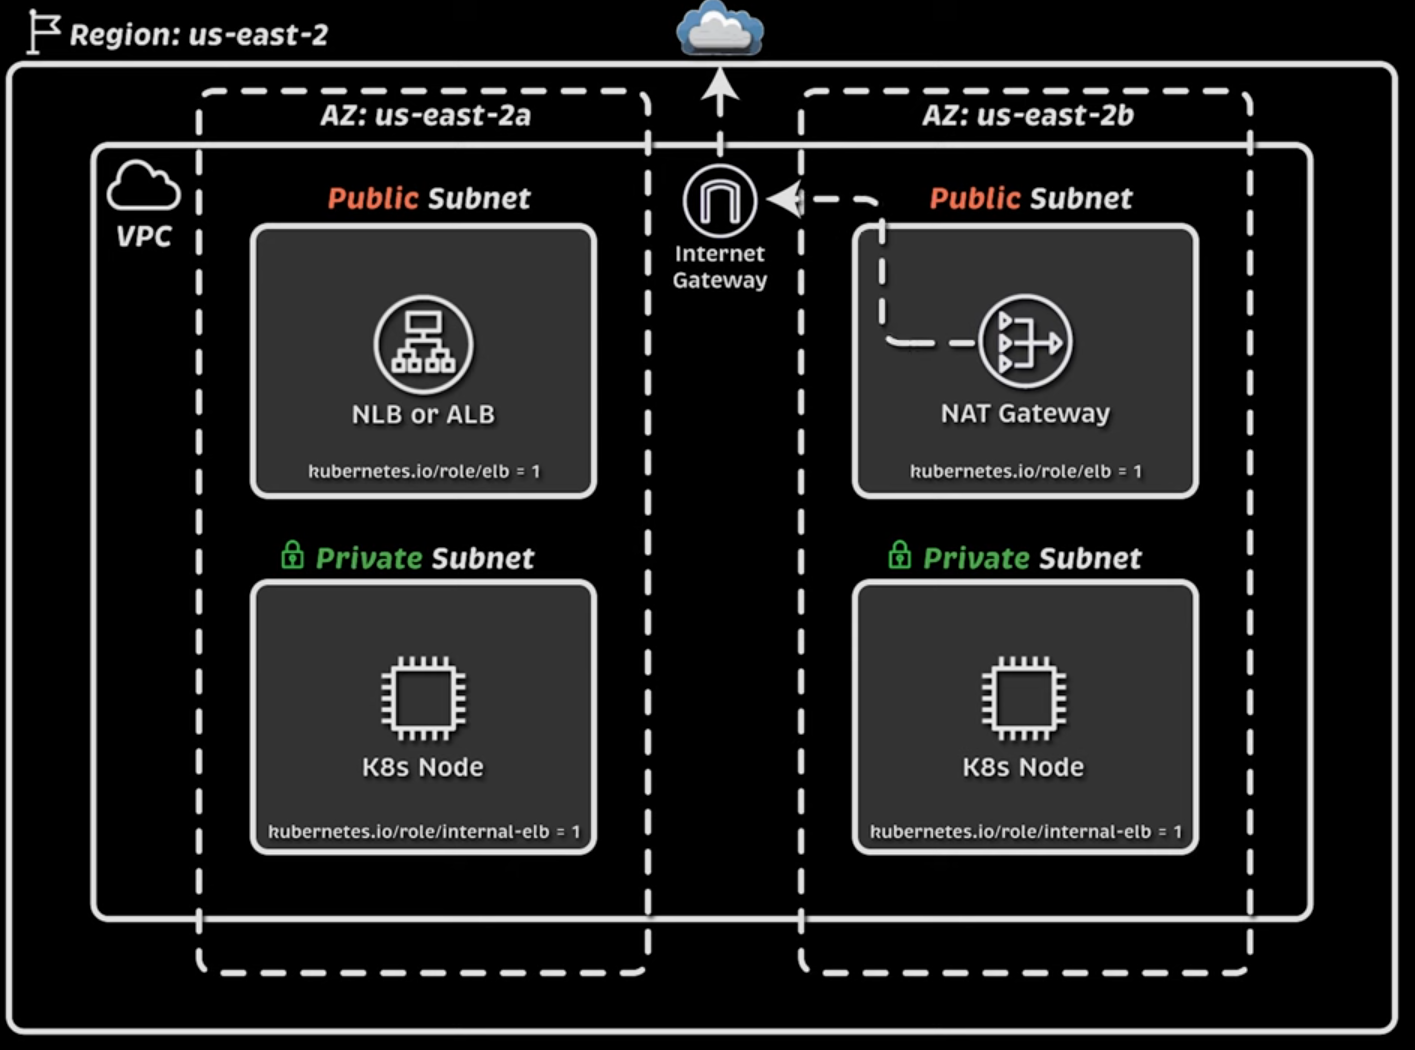 Region: us-east-2
AZ: us-east-2a
AZ: us-east-2b
VPC
Public Subnet
Internet
Gateway
Public Subnet
NLB or ALB
NAT Gateway
kubernetes.io/role/elb = 1
kubernetes.io/role/elb = 1
Private Subnet
Private Subnet
K8s Node
K8s Node
kubernetes.io/role/internal-elb = 1
kubernetes.io/role/internal-elb = 1